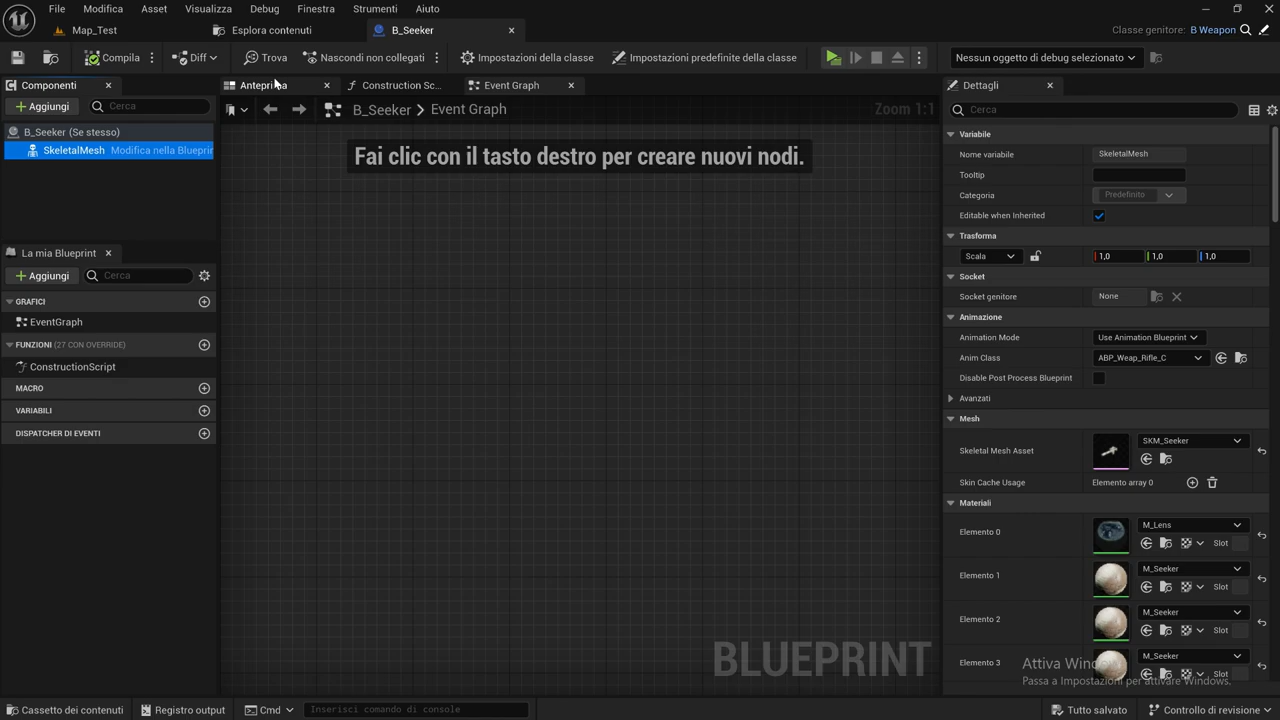 File
Modifica
Asset
Visualizza
Debug
Finestra
Strumenti
Aiuto
Map_Test
Esplora contenuti
B_Seeker
Classe genitore: B Weapon
Compila
Diff
Trova
Nascondi non collegati
Impostazioni della classe
Impostazioni predefinite della classe
Nessun oggetto di debug selezionato
Componenti
Anteprima
Construction Sc...
Event Graph
Dettagli
Aggiungi
Cerca
B_Seeker > Event Graph
Zoom 1:1
Cerca
B_Seeker (Se stesso)
SkeletalMesh Modifica nella Blueprin
Fai clic con il tasto destro per creare nuovi nodi.
Variabile
Nome variabile
SkeletalMesh
Tooltip
Categoria
Predefinito
Editable when Inherited
Trasforma
Scala
1,0
1,0
1,0
La mia Blueprint
Aggiungi
Cerca
Socket
Socket genitore
None
GRAFICI
EventGraph
FUNZIONI (27 CON OVERRIDE)
ConstructionScript
MACRO
VARIABILI
DISPATCHER DI EVENTI
Animazione
Animation Mode
Use Animation Blueprint
Anim Class
ABP_Weap_Rifle_C
Disable Post Process Blueprint
Avanzati
Mesh
Skeletal Mesh Asset
SKM_Seeker
Skin Cache Usage
Elemento array 0
Materiali
Elemento 0
M_Lens
Slot
Elemento 1
M_Seeker
Slot
Elemento 2
M_Seeker
Slot
Elemento 3
M_Seeker
Slot
BLUEPRINT
Attiva Windows
Passa a Impostazioni per attivare Windows.
Cassetto dei contenuti
Registro output
Cmd
Inserisci comando di console
Tutto salvato
Controllo di revisione